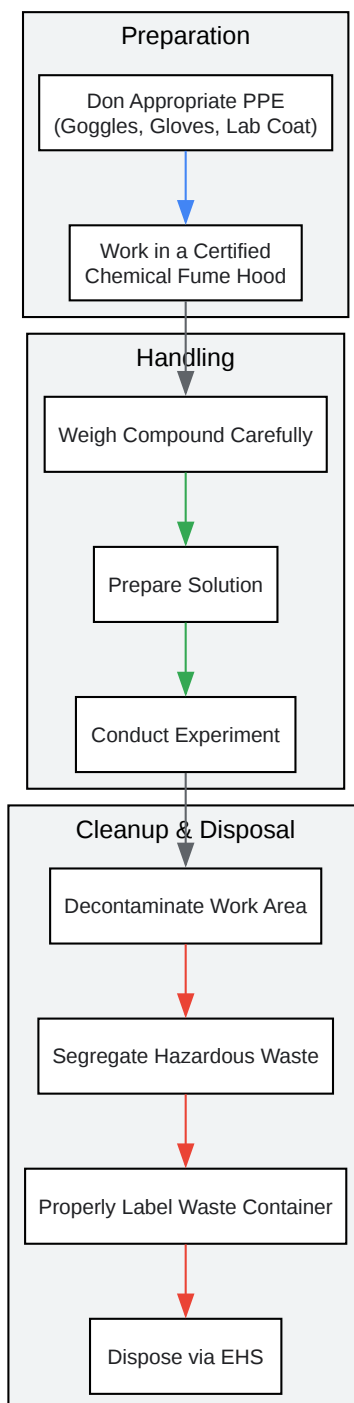 Preparation
Don Appropriate PPE
(Goggles, Gloves, Lab Coat)
Work in a Certified
Chemical Fume Hood
Handling
Weigh Compound Carefully
Prepare Solution
Conduct Experiment
Cleanup & Disposal
Decontaminate Work Area
Segregate Hazardous Waste
Properly Label Waste Container
Dispose via EHS